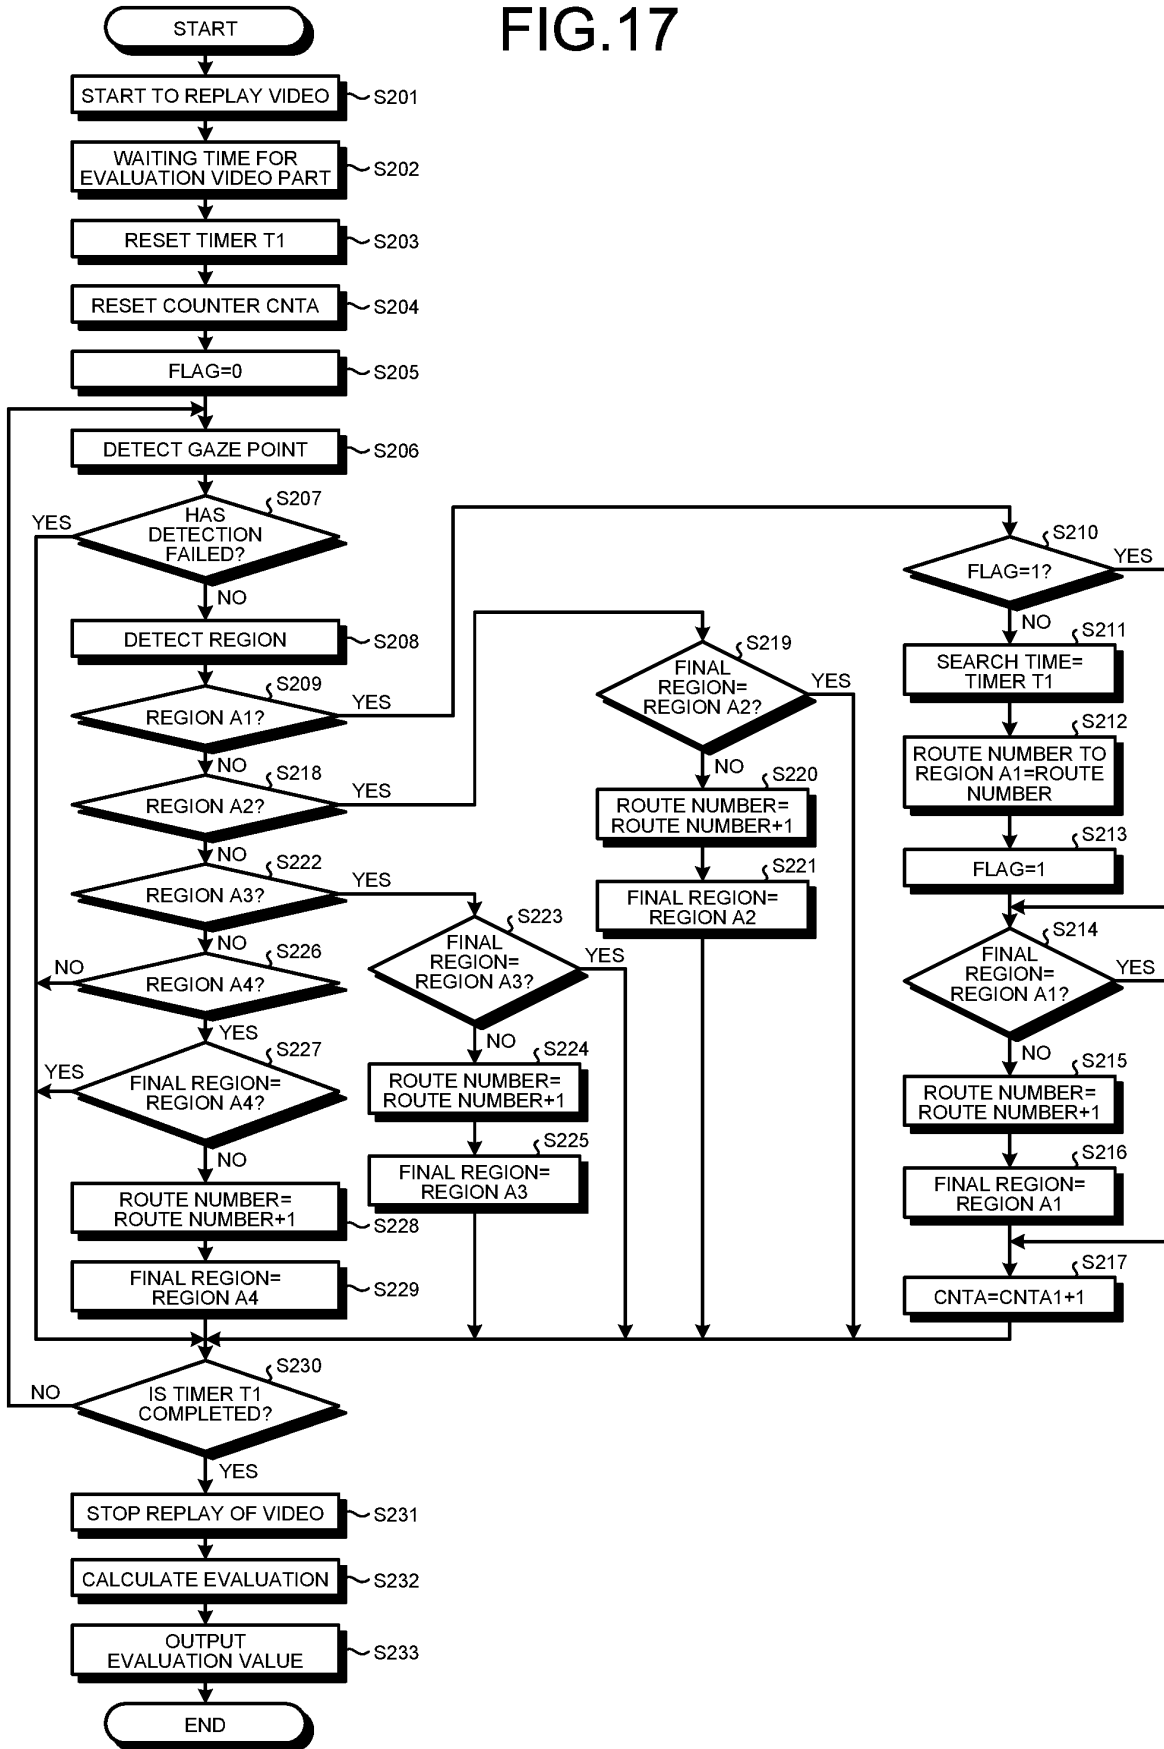 FIG.17
START
START TO REPLAY VIDEO
S201
WAITING TIME FOR
EVALUATION VIDEO PART
S202
RESET TIMER T1
S203
RESET COUNTER CNTA
S204
FLAG=0
S205
DETECT GAZE POINT
S206
S207
HAS
DETECTION
FAILED?
YES
NO
DETECT REGION
S208
S209
REGION A1?
YES
NO
S210
FLAG=1?
YES
NO
S211
SEARCH TIME=
TIMER T1
S212
ROUTE NUMBER TO
REGION A1=ROUTE
NUMBER
S213
FLAG=1
S214
FINAL
REGION=
REGION A1?
YES
NO
S215
ROUTE NUMBER=
ROUTE NUMBER+1
S216
FINAL REGION=
REGION A1
S217
CNTA=CNTA1+1
S218
REGION A2?
YES
NO
S219
FINAL
REGION=
REGION A2?
YES
NO
S220
ROUTE NUMBER=
ROUTE NUMBER+1
S221
FINAL REGION=
REGION A2
S222
REGION A3?
YES
NO
S223
FINAL
REGION=
REGION A3?
YES
NO
S224
ROUTE NUMBER=
ROUTE NUMBER+1
S225
FINAL REGION=
REGION A3
S226
REGION A4?
NO
YES
S227
FINAL REGION=
REGION A4?
YES
NO
ROUTE NUMBER=
ROUTE NUMBER+1
S228
FINAL REGION=
REGION A4
S229
S230
IS TIMER T1
COMPLETED?
NO
YES
STOP REPLAY OF VIDEO
S231
CALCULATE EVALUATION
S232
OUTPUT
EVALUATION VALUE
S233
END